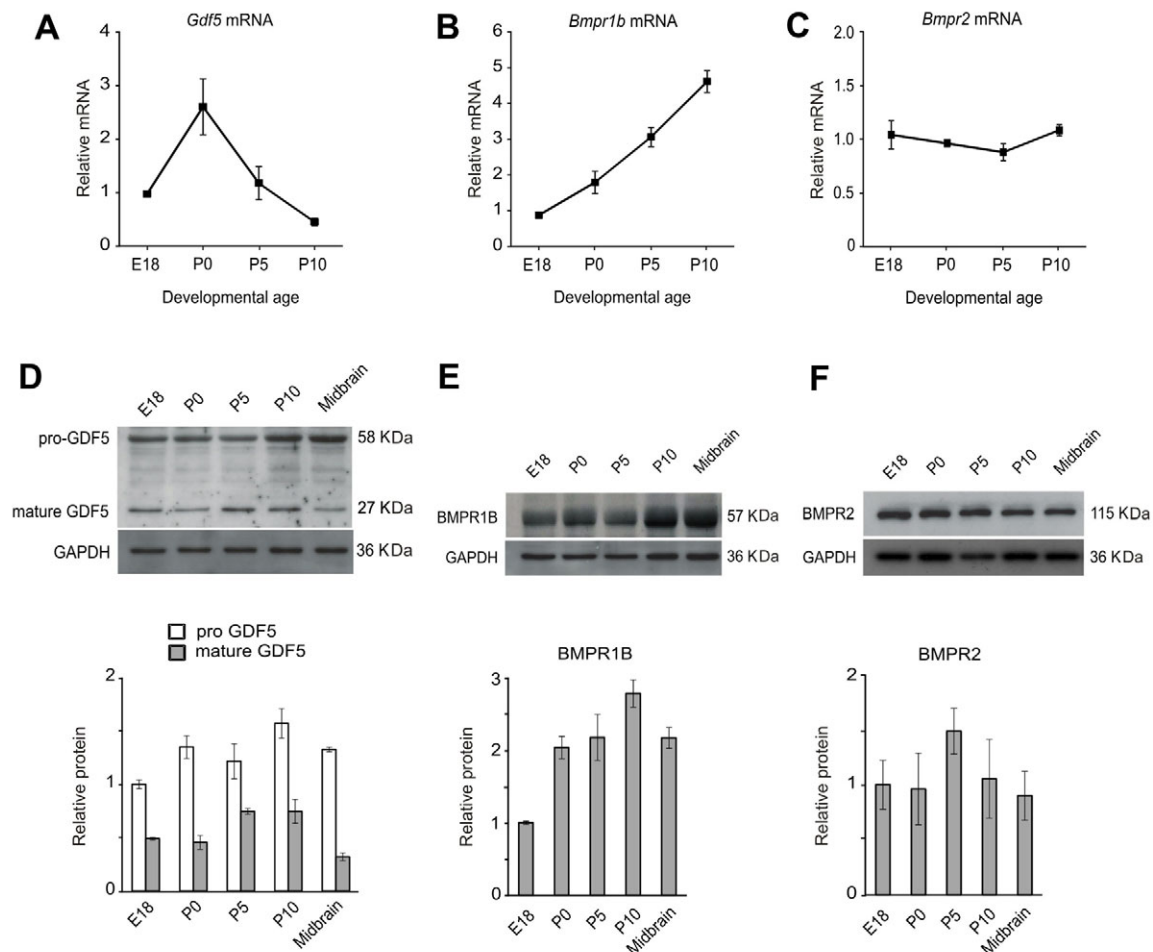 A
Gdf5 mRNA
Relative mRNA
4
3
2
1
0
E18 P0 P5 P10
Developmental age
B
Bmpr1b mRNA
Relative mRNA
6
5
4
3
2
1
0
E18 P0 P5 P10
Developmental age
C
Bmpr2 mRNA
Relative mRNA
2.0
1.5
1.0
0.5
0
E18 P0 P5 P10
Developmental age
D
E18 P0 P5 P10 Midbrain
pro-GDF5 58 KDa
mature GDF5 27 KDa
GAPDH 36 KDa
pro GDF5
mature GDF5
Relative protein
2
1
0
E18 P0 P5 P10 Midbrain
E
E18 P0 P5 P10 Midbrain
BMPR1B 57 KDa
GAPDH 36 KDa
BMPR1B
Relative protein
3
2
1
0
E18 P0 P5 P10 Midbrain
F
E18 P0 P5 P10 Midbrain
BMPR2 115 KDa
GAPDH 36 KDa
BMPR2
Relative protein
2
1
0
E18 P0 P5 P10 Midbrain